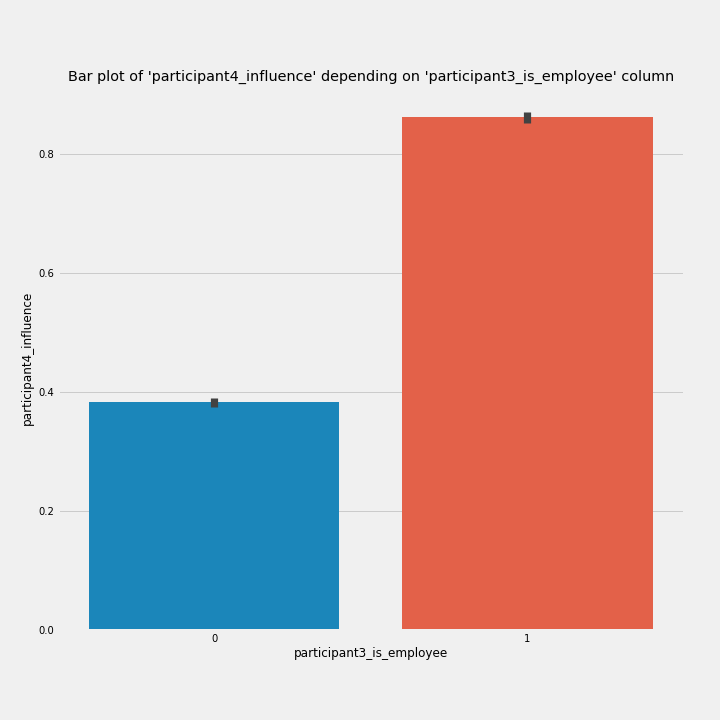 Bar plot of 'participant4_influence' depending on 'participant3_is_employee' column
participant4_influence
0.8
0.6
0.4
0.2
0.0
0
1
participant3_is_employee